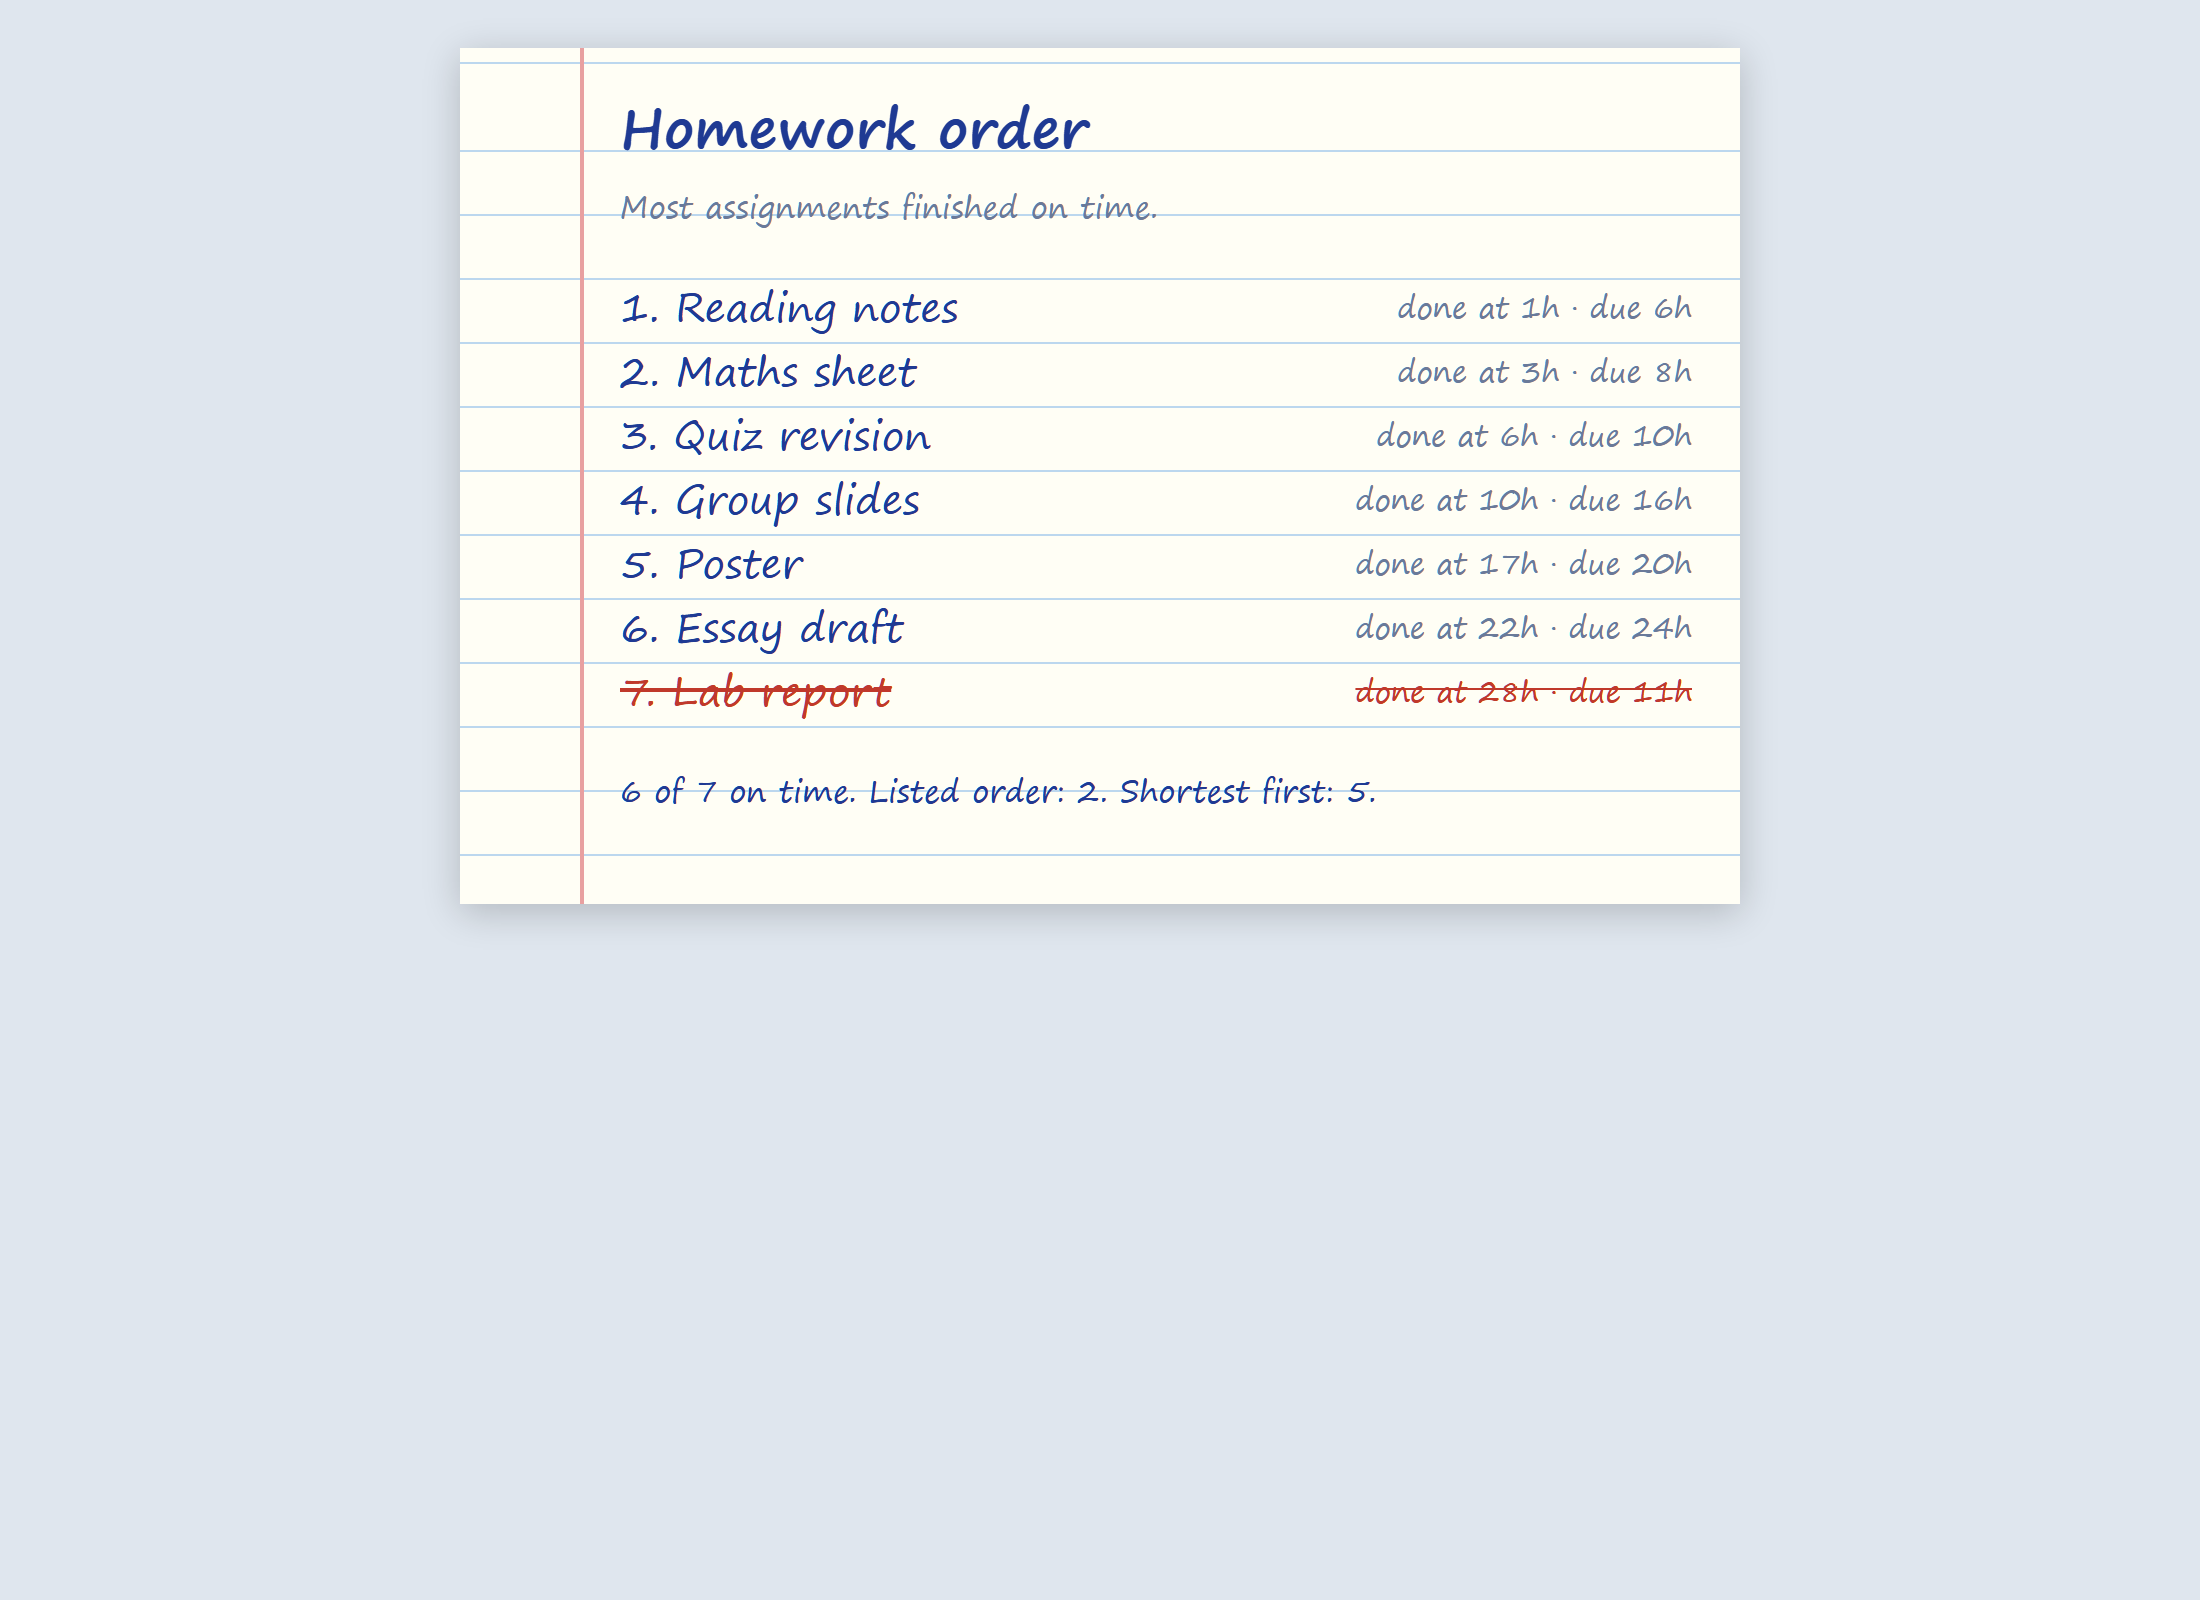 Homework order
Most assignments finished on time.
1. Reading notes done at 1h · due 6h
2. Maths sheet done at 3h · due 8h
3. Quiz revision done at 6h · due 10h
4. Group slides done at 10h · due 16h
5. Poster done at 17h · due 20h
6. Essay draft done at 22h · due 24h
7. Lab report done at 28h · due 11h
6 of 7 on time. Listed order: 2. Shortest first: 5.